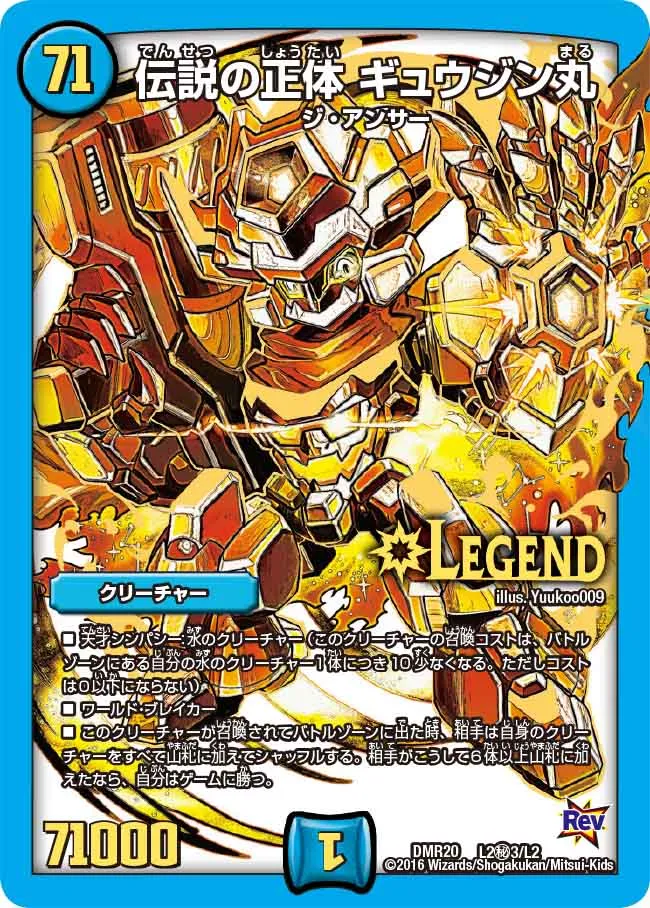 71
でんせつ しょうたい まる
伝説の正体 ギュウジン丸
ジ・アンサー
LEGEND
illus. Yuukoo009
クリーチャー
■ 天才シンパシー:水のクリーチャー(このクリーチャーの召喚コストは、バトル
ゾーンにある自分の水のクリーチャー1体につき10少なくなる。ただしコスト
は0以下にならない)
■ ワールド・ブレイカー
■ このクリーチャーが召喚されてバトルゾーンに出た時、相手は自身のクリー
チャーをすべて山札に加えてシャッフルする。相手がこうして6体以上山札に加
えたなら、自分はゲームに勝つ。
Rev
71000
1
DMR20 L2㊙3/L2
©2016 Wizards/Shogakukan/Mitsui-Kids